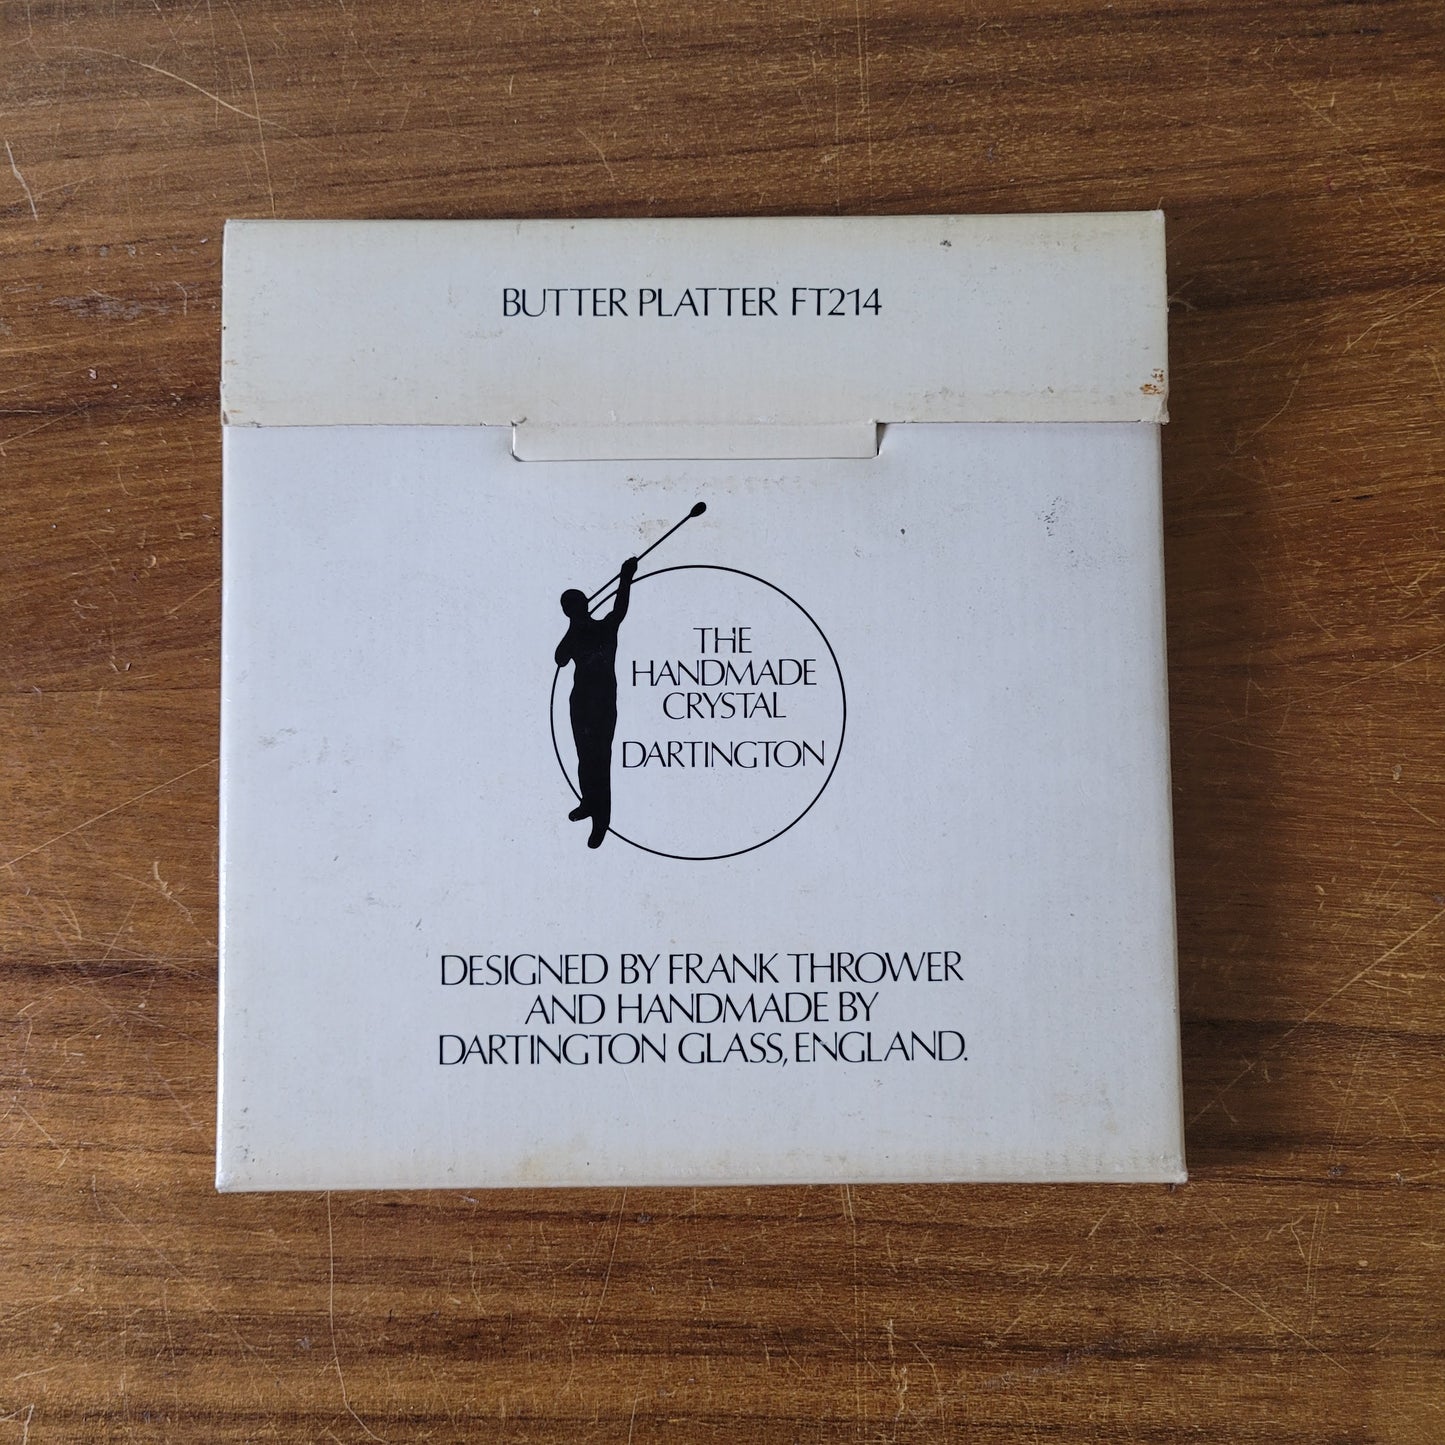 BUTTER PLATTER FT214
THE
HANDMADE
CRYSTAL
DARTINGTON
DESIGNED BY FRANK THROWER
AND HANDMADE BY
DARTINGTON GLASS, ENGLAND.